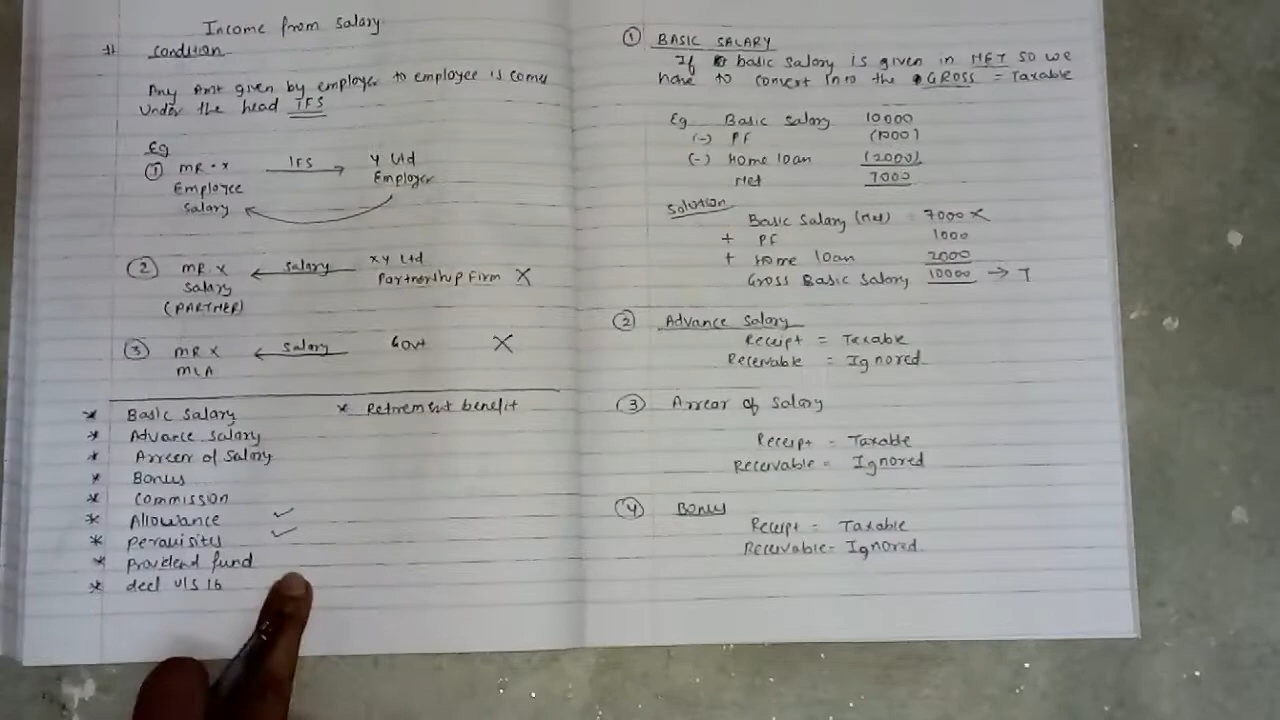 Income from salary
# condition
Any Amt given by employer to employee is comes
Under the head IFS
Eg
① MR. X IFS Y Ltd
Employee Employer
Salary
② MR. X Salary XY Ltd
Salary Partnership Firm X
(PARTNER)
③ MR X Salary Govt X
MLA
* Basic Salary * Retirement benefit
* Advance Salary
* Arreer of Salary
* Bonus
* Commission
* Allowance ✓
* perquisites ✓
* Provident fund
* ded U/S 16
① BASIC SALARY
If basic salary is given in NET SO we
have to convert into the GROSS = Taxable
Eg Basic Salary 10000
(-) PF (1000)
(-) Home loan (2000)
Net 7000
Solution
Basic Salary (Net) 7000 X
+ PF 1000
+ Home loan 2000
Gross Basic Salary 10000 → T
② Advance Salary
Receipt = Taxable
Receivable = Ignored
③ Arrear of Salary
Receipt = Taxable
Receivable = Ignored
④ Bonus
Receipt = Taxable
Receivable = Ignored